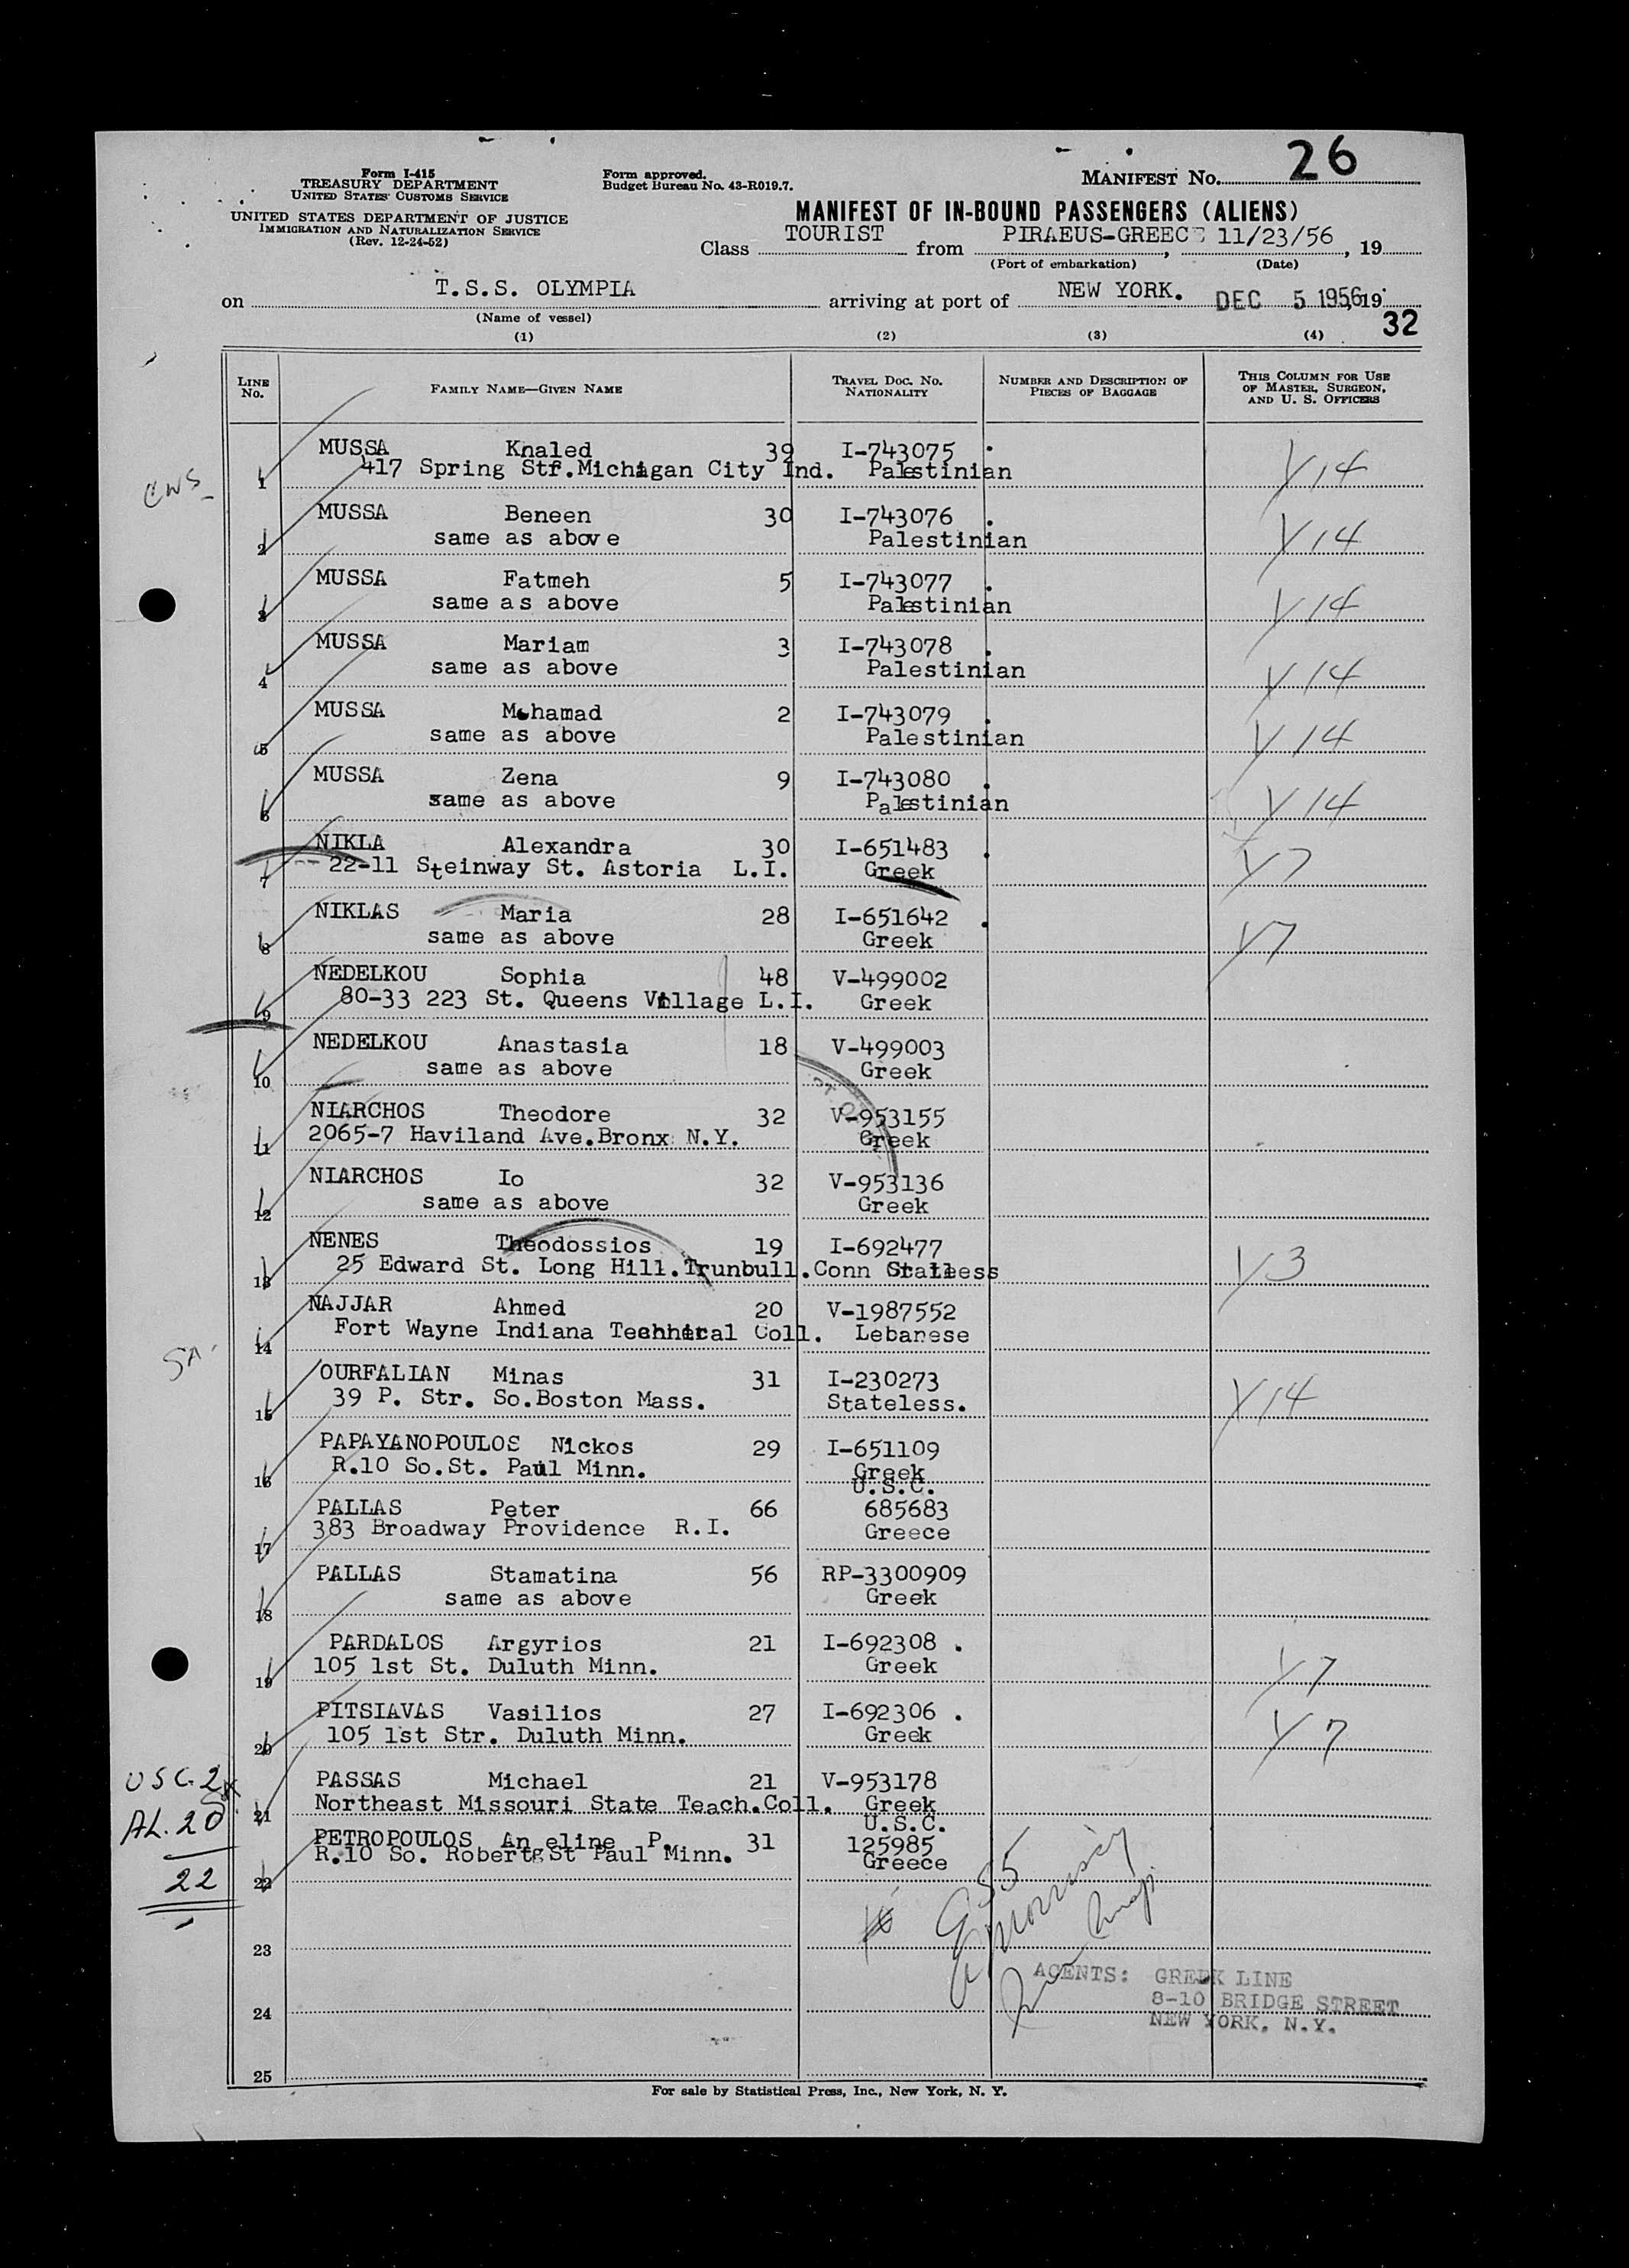 26
Form I-415
TREASURY DEPARTMENT
UNITED STATES CUSTOMS SERVICE
Form approved.
Budget Bureau No. 43-R019.7.
MANIFEST No.
UNITED STATES DEPARTMENT OF JUSTICE
IMMIGRATION AND NATURALIZATION SERVICE
(Rev. 12-24-52)
MANIFEST OF IN-BOUND PASSENGERS (ALIENS)
Class TOURIST from PIRAEUS-GREECE 11/23/56, 19
(Port of embarkation) (Date)
on T.S.S. OLYMPIA arriving at port of NEW YORK. DEC 5 1956, 19
(Name of vessel)
32
(1) (2) (3) (4)
LINE No. FAMILY NAME—GIVEN NAME TRAVEL DOC. No. NATIONALITY NUMBER AND DESCRIPTION OF PIECES OF BAGGAGE THIS COLUMN FOR USE OF MASTER, SURGEON, AND U. S. OFFICERS
MUSSA Knaled 39 I-743075
1 417 Spring Str.Michigan City Ind. Palestinian Y14
CWS
MUSSA Beneen 30 I-743076
2 same as above Palestinian Y14
MUSSA Fatmeh 5 I-743077
3 same as above Palestinian Y14
MUSSA Mariam 3 I-743078
4 same as above Palestinian Y14
MUSSA Mohamad 2 I-743079
5 same as above Palestinian Y14
MUSSA Zena 9 I-743080
6 same as above Palestinian Y14
NIKLA Alexandra 30 I-651483
7 22-11 Steinway St. Astoria L.I. Greek Y7
NIKLAS Maria 28 I-651642
8 same as above Greek Y7
NEDELKOU Sophia 48 V-499002
9 80-33 223 St. Queens Village L.I. Greek
NEDELKOU Anastasia 18 V-499003
10 same as above Greek
NIARCHOS Theodore 32 V-953155
11 2065-7 Haviland Ave.Bronx N.Y. Greek
NIARCHOS Io 32 V-953136
12 same as above Greek
NENES Theodossios 19 I-692477
13 25 Edward St. Long Hill.Trunbull.Conn Stateless Y3
NAJJAR Ahmed 20 V-1987552
14 Fort Wayne Indiana Technical Coll. Lebanese
SA.
OURFALIAN Minas 31 I-230273
15 39 P. Str. So.Boston Mass. Stateless. Y14
PAPAYANOPOULOS Nickos 29 I-651109
16 R.10 So.St. Paul Minn. Greek
U.S.C.
PALLAS Peter 66 685683
17 383 Broadway Providence R.I. Greece
PALLAS Stamatina 56 RP-3300909
18 same as above Greek
PARDALOS Argyrios 21 I-692308 .
19 105 1st St. Duluth Minn. Greek Y7
PITSIAVAS Vasilios 27 I-692306 .
20 105 1st Str. Duluth Minn. Greek Y7
PASSAS Michael 21 V-953178
21 Northeast Missouri State Teach.Coll. Greek
U.S.C.
PETROPOULOS Angeline P. 31 125985
22 R.10 So. Robert St Paul Minn. Greece
USC. 2
AL. 20
22
23
AGENTS: GREEK LINE
24 8-10 BRIDGE STREET
NEW YORK, N.Y.
25
For sale by Statistical Press, Inc., New York, N. Y.